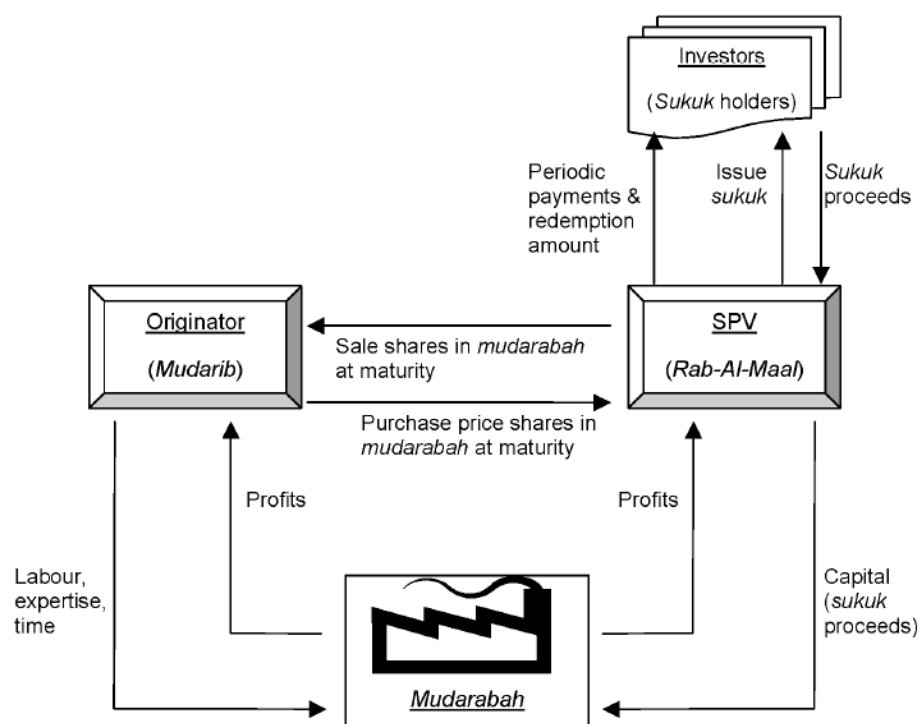 Investors
(Sukuk holders)
Periodic
payments &
redemption
amount
Issue
sukuk
Sukuk
proceeds
Originator
(Mudarib)
SPV
(Rab-Al-Maal)
Sale shares in mudarabah
at maturity
Purchase price shares in
mudarabah at maturity
Profits
Profits
Labour,
expertise,
time
Capital
(sukuk
proceeds)
Mudarabah